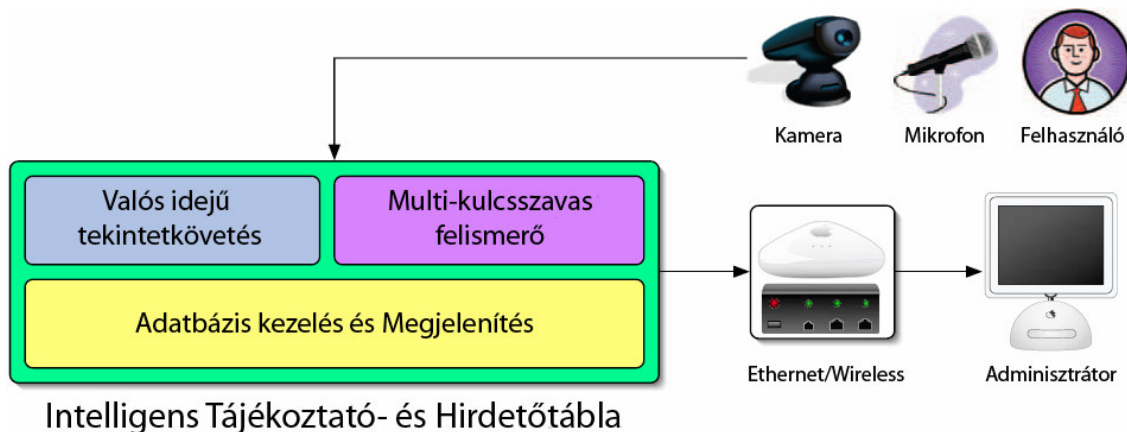 Kamera
Mikrofon
Felhasználó
Valós idejű
tekintetkövetés
Multi-kulcsszavas
felismerő
Adatbázis kezelés és Megjelenítés
Ethernet/Wireless
Adminisztrátor
Intelligens Tájékoztató- és Hirdetőtábla